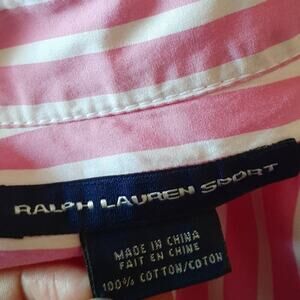 RALPH LAUREN SPORT
MADE IN CHINA
FAIT EN CHINE
100% COTTON/COTON